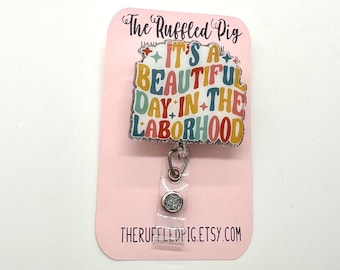 The Ruffled Pig
IT'S A
BEAUTIFUL
DAY IN THE
LABORHOOD
THERUFFLEDPIG.ETSY.COM